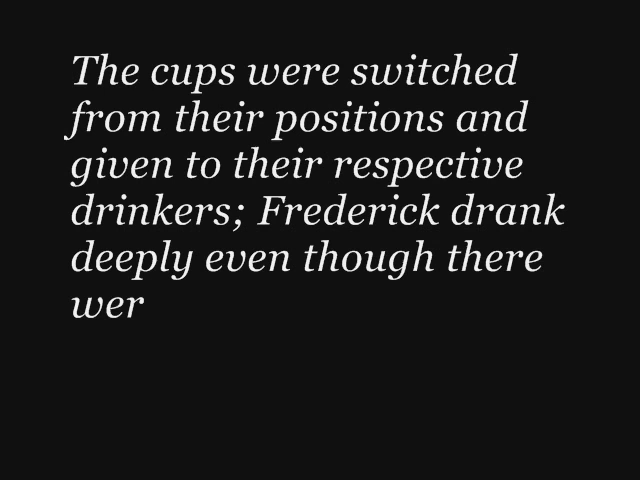 The cups were switched
from their positions and
given to their respective
drinkers; Frederick drank
deeply even though there
wer